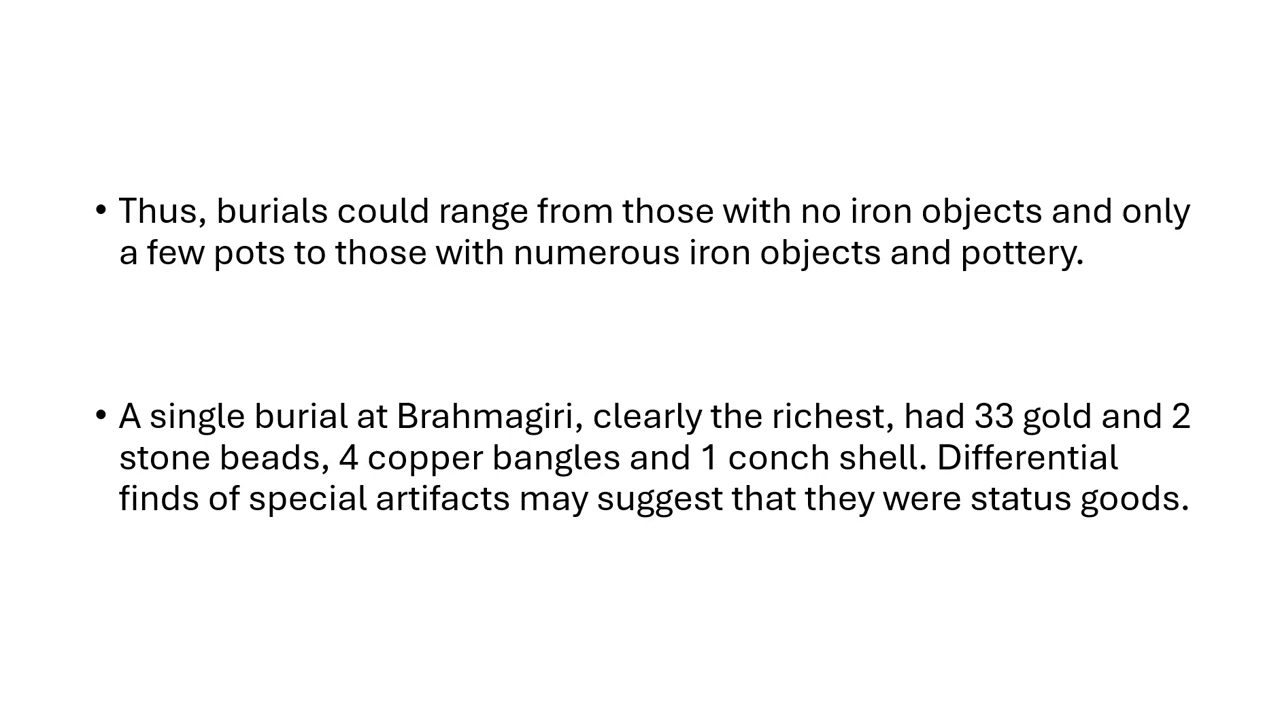 • Thus, burials could range from those with no iron objects and only
a few pots to those with numerous iron objects and pottery.
• A single burial at Brahmagiri, clearly the richest, had 33 gold and 2
stone beads, 4 copper bangles and 1 conch shell. Differential
finds of special artifacts may suggest that they were status goods.